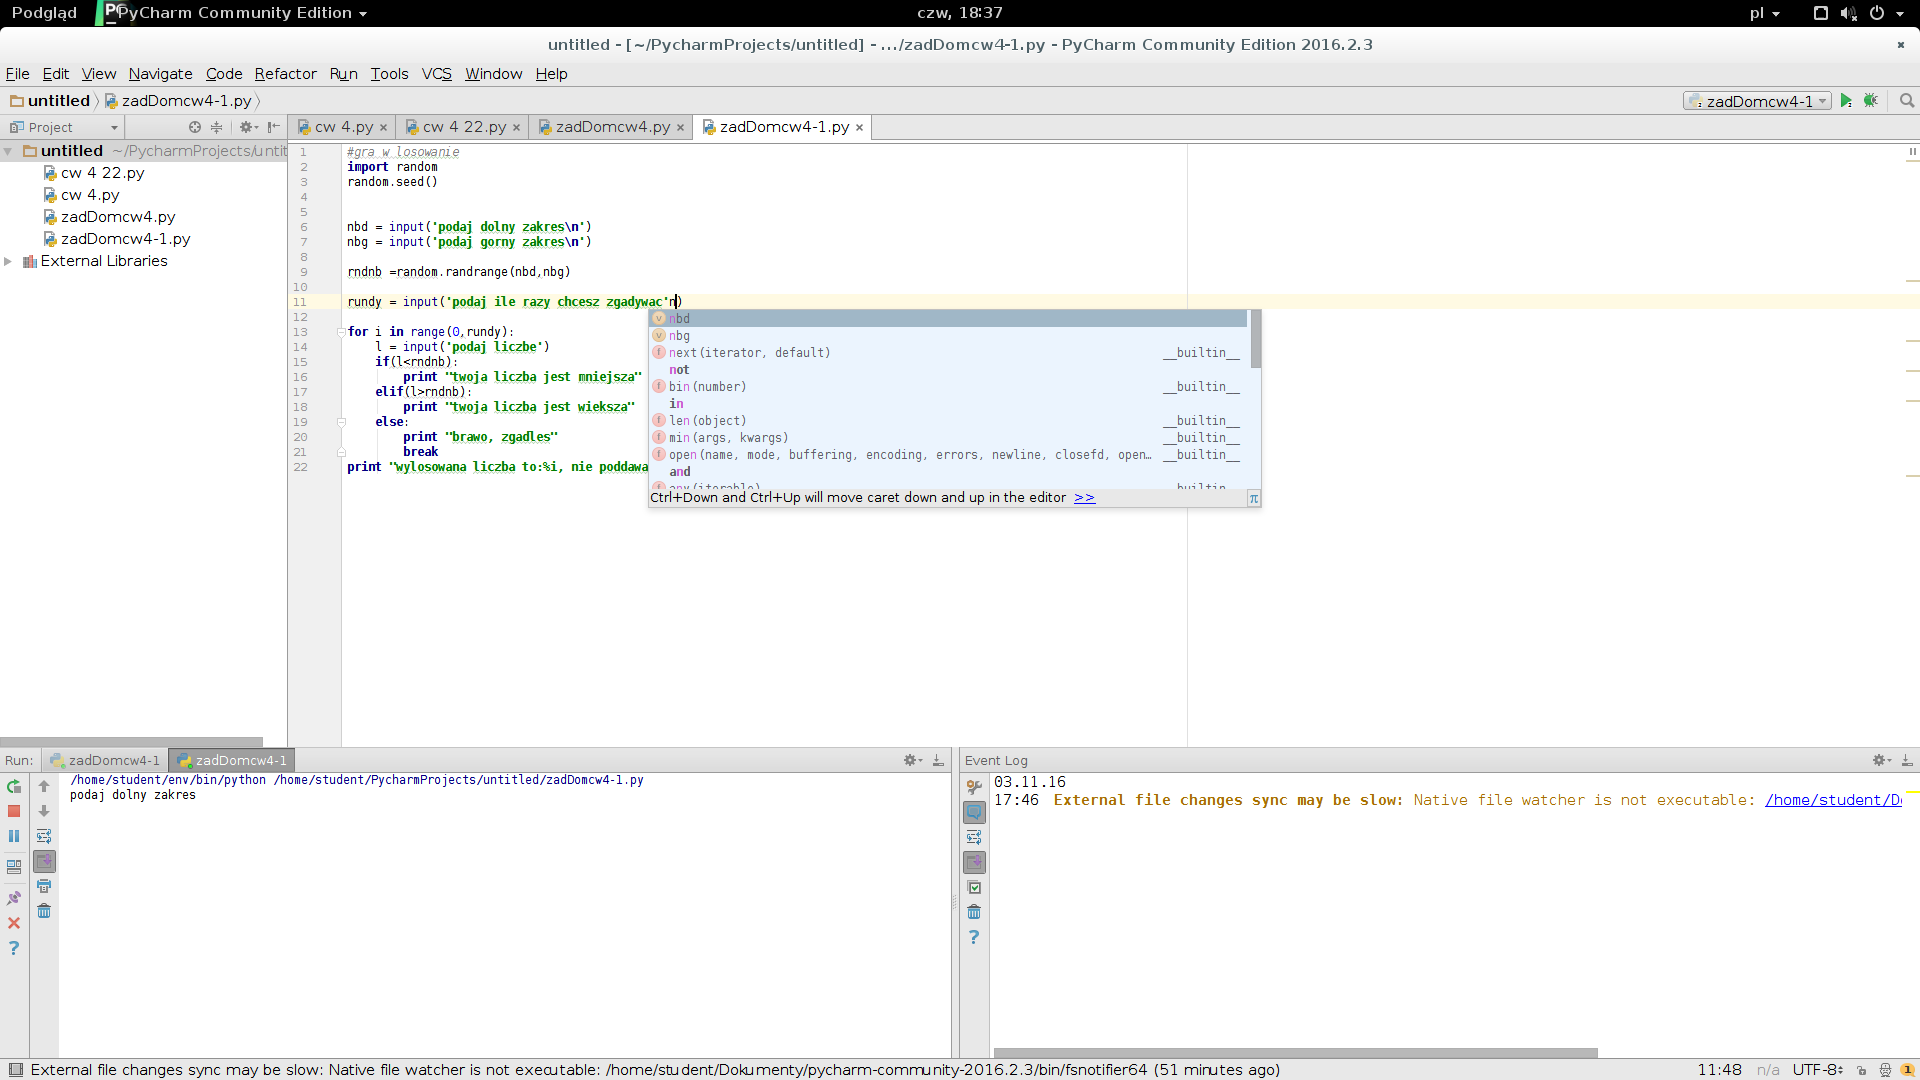 Podgląd PyCharm Community Edition czw, 18:37 pl
untitled - [~/PycharmProjects/untitled] - .../zadDomcw4-1.py - PyCharm Community Edition 2016.2.3
File Edit View Navigate Code Refactor Run Tools VCS Window Help
untitled zadDomcw4-1.py zadDomcw4-1
Project
cw 4.py cw 4 22.py zadDomcw4.py zadDomcw4-1.py
untitled ~/PycharmProjects/untit
cw 4 22.py
cw 4.py
zadDomcw4.py
zadDomcw4-1.py
External Libraries
1 #gra w losowanie
2 import random
3 random.seed()
4
5
6 nbd = input('podaj dolny zakres\n')
7 nbg = input('podaj gorny zakres\n')
8
9 rndnb =random.randrange(nbd,nbg)
10
11 rundy = input('podaj ile razy chcesz zgadywac'n)
12
13 for i in range(0,rundy):
14 l = input('podaj liczbe')
15 if(l<rndnb):
16 print "twoja liczba jest mniejsza"
17 elif(l>rndnb):
18 print "twoja liczba jest wieksza"
19 else:
20 print "brawo, zgadles"
21 break
22 print "wylosowana liczba to:%i, nie poddawa
nbd
nbg
next(iterator, default) __builtin__
not
bin(number) __builtin__
in
len(object) __builtin__
min(args, kwargs) __builtin__
open(name, mode, buffering, encoding, errors, newline, closefd, open… __builtin__
and
any(iterable) __builtin__
Ctrl+Down and Ctrl+Up will move caret down and up in the editor >> π
Run: zadDomcw4-1 zadDomcw4-1
/home/student/env/bin/python /home/student/PycharmProjects/untitled/zadDomcw4-1.py
podaj dolny zakres
Event Log
03.11.16
17:46 External file changes sync may be slow: Native file watcher is not executable: /home/student/D
External file changes sync may be slow: Native file watcher is not executable: /home/student/Dokumenty/pycharm-community-2016.2.3/bin/fsnotifier64 (51 minutes ago) 11:48 n/a UTF-8 1